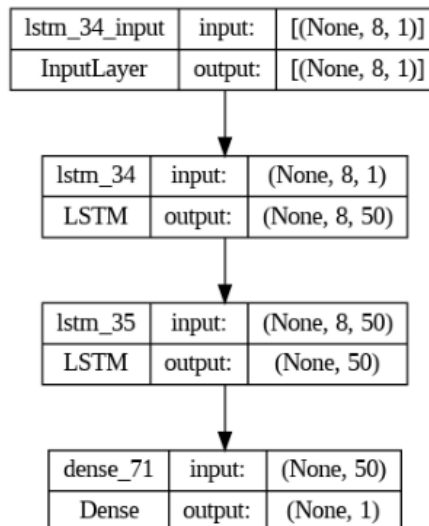 lstm_34_input input: [(None, 8, 1)]
InputLayer output: [(None, 8, 1)]
lstm_34 input: (None, 8, 1)
LSTM output: (None, 8, 50)
lstm_35 input: (None, 8, 50)
LSTM output: (None, 50)
dense_71 input: (None, 50)
Dense output: (None, 1)